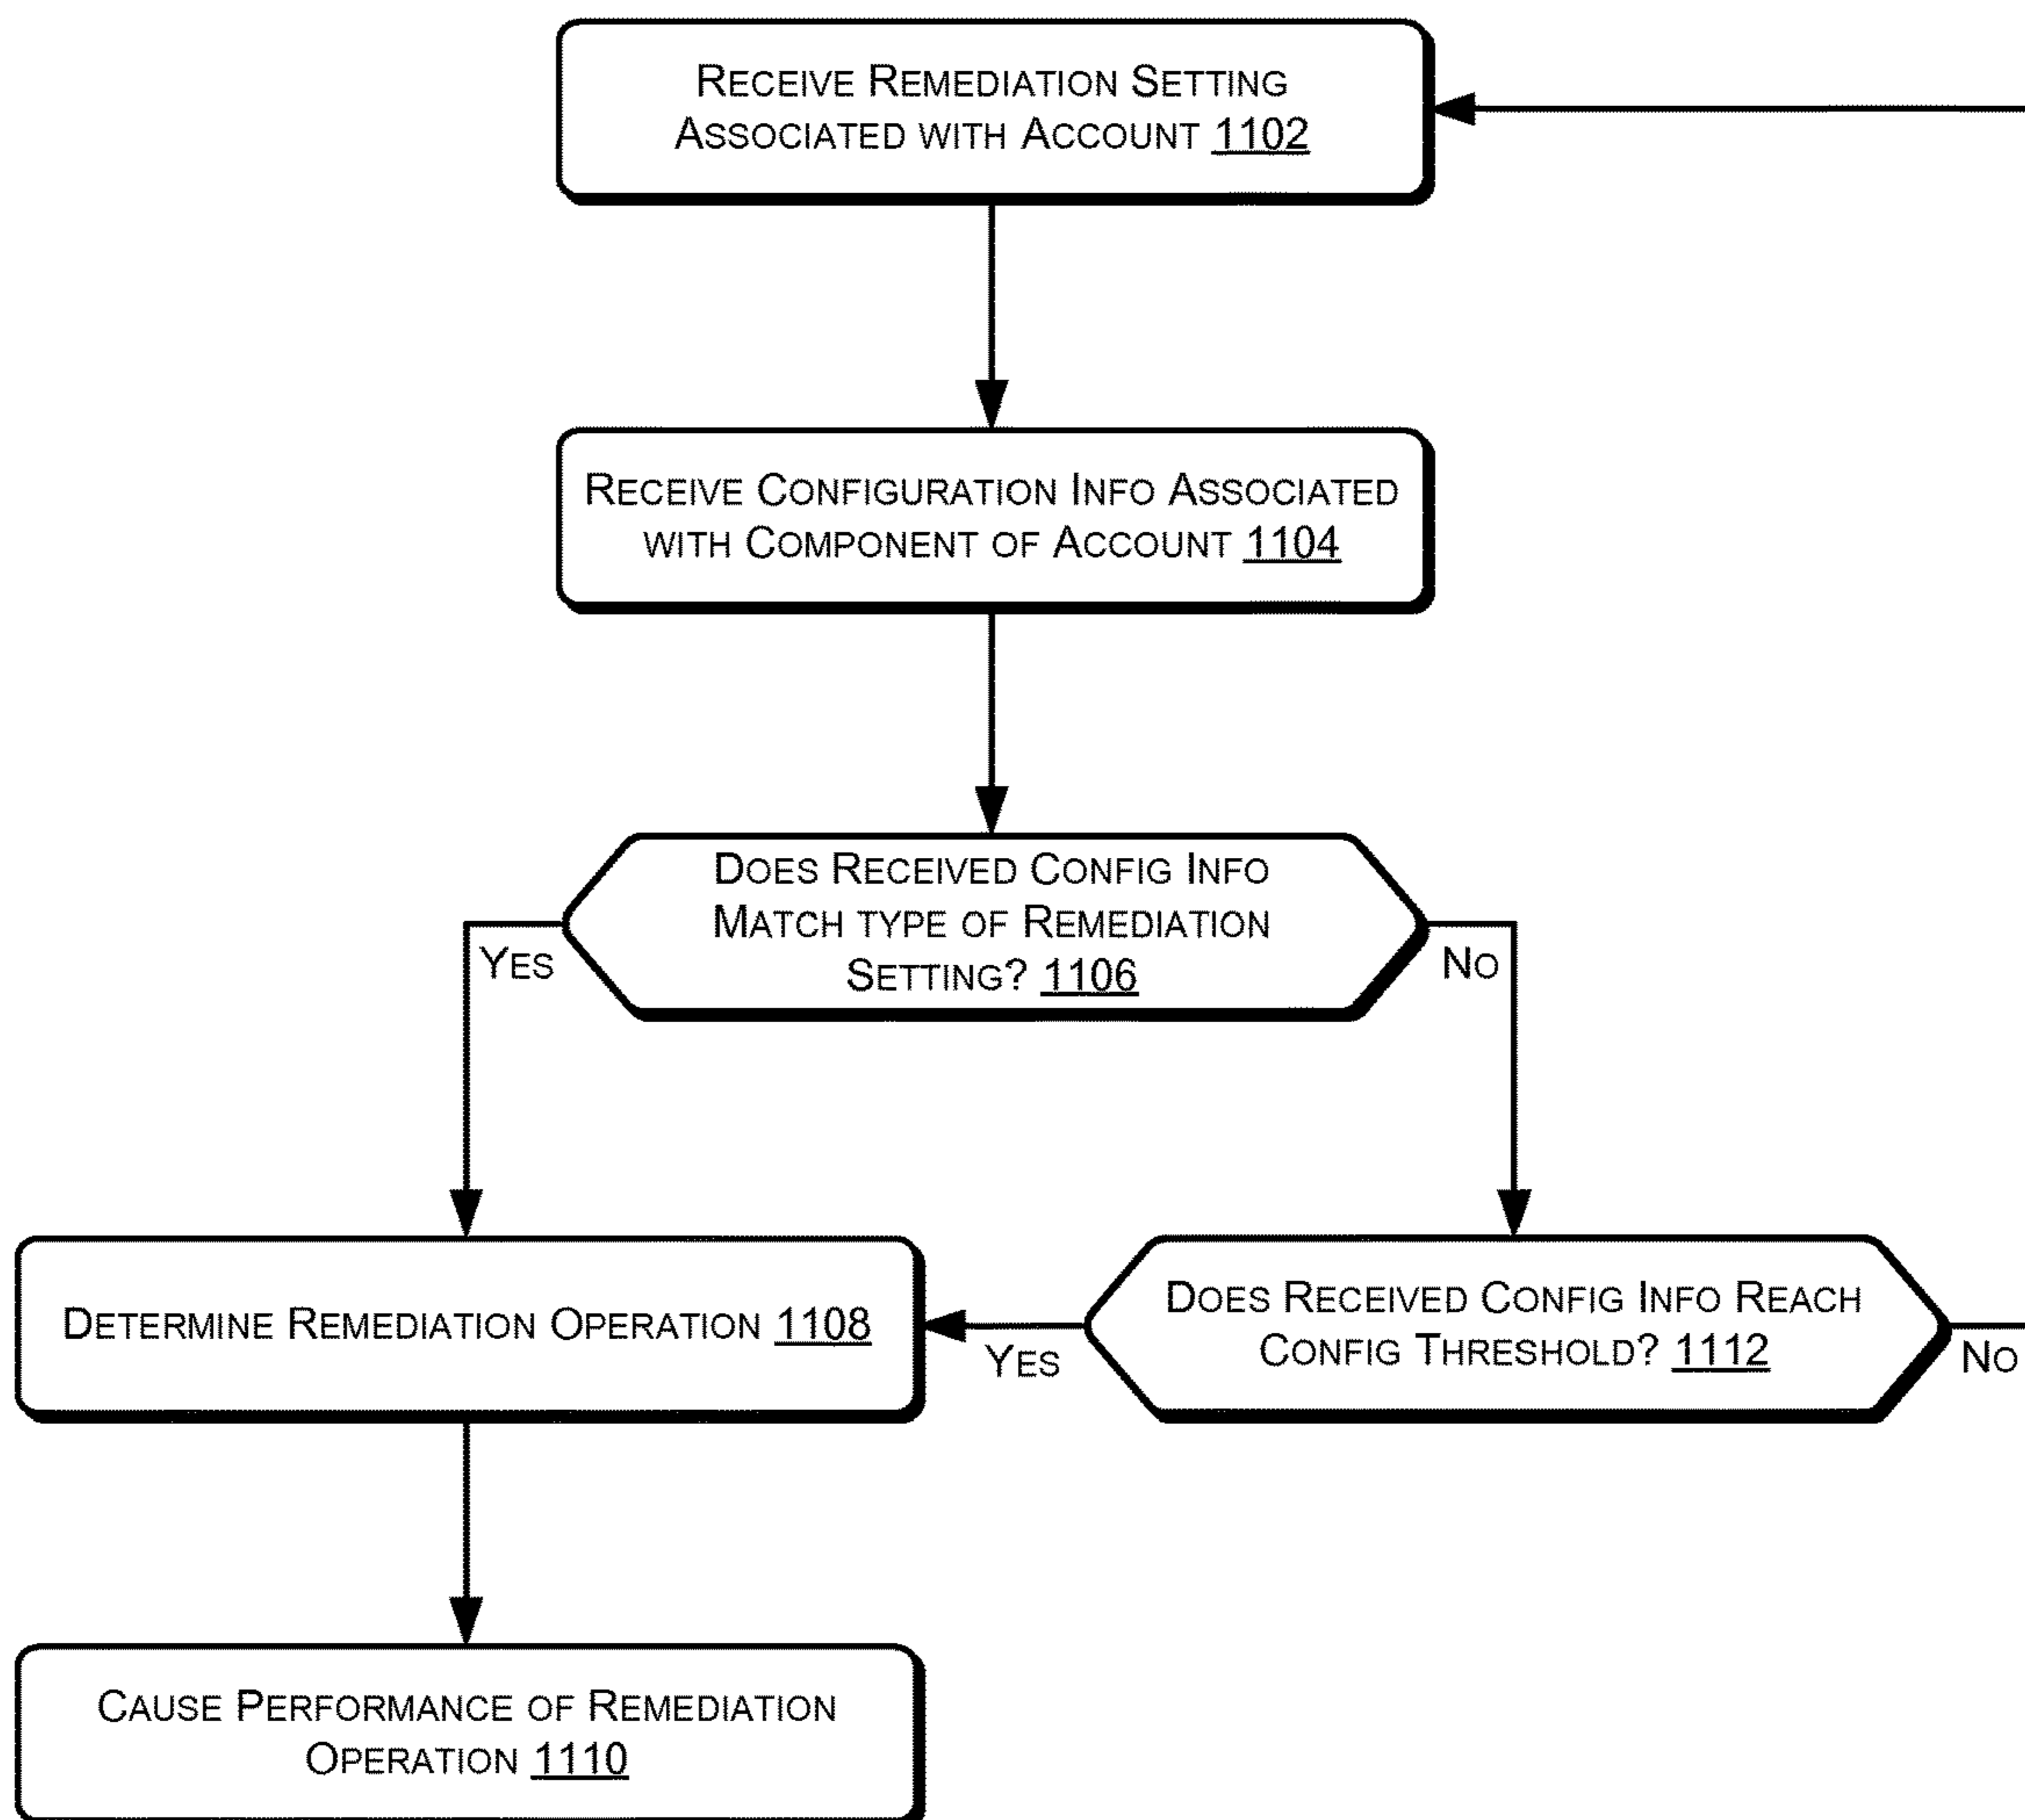 RECEIVE REMEDIATION SETTING
ASSOCIATED WITH ACCOUNT 1102
RECEIVE CONFIGURATION INFO ASSOCIATED
WITH COMPONENT OF ACCOUNT 1104
DOES RECEIVED CONFIG INFO
MATCH TYPE OF REMEDIATION
SETTING? 1106
YES
NO
DETERMINE REMEDIATION OPERATION 1108
YES
DOES RECEIVED CONFIG INFO REACH
CONFIG THRESHOLD? 1112
NO
CAUSE PERFORMANCE OF REMEDIATION
OPERATION 1110